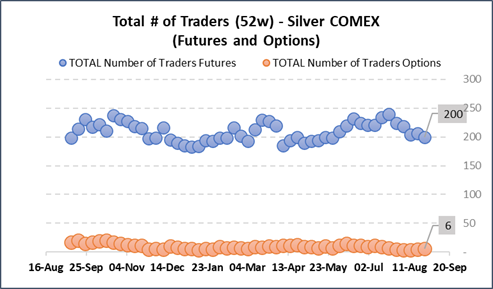 Total # of Traders (52w) - Silver COMEX
(Futures and Options)
TOTAL Number of Traders Futures
TOTAL Number of Traders Options
300
250
200
200
150
100
50
6
-
16-Aug 25-Sep 04-Nov 14-Dec 23-Jan 04-Mar 13-Apr 23-May 02-Jul 11-Aug 20-Sep